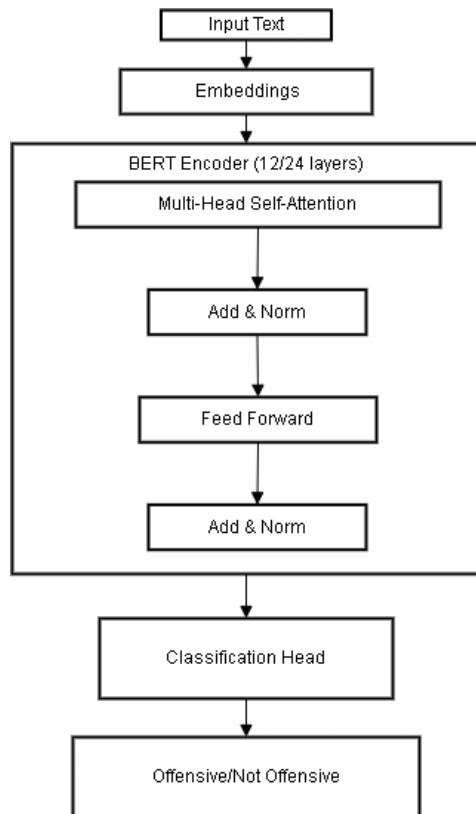 Input Text
Embeddings
BERT Encoder (12/24 layers)
Multi-Head Self-Attention
Add & Norm
Feed Forward
Add & Norm
Classification Head
Offensive/Not Offensive